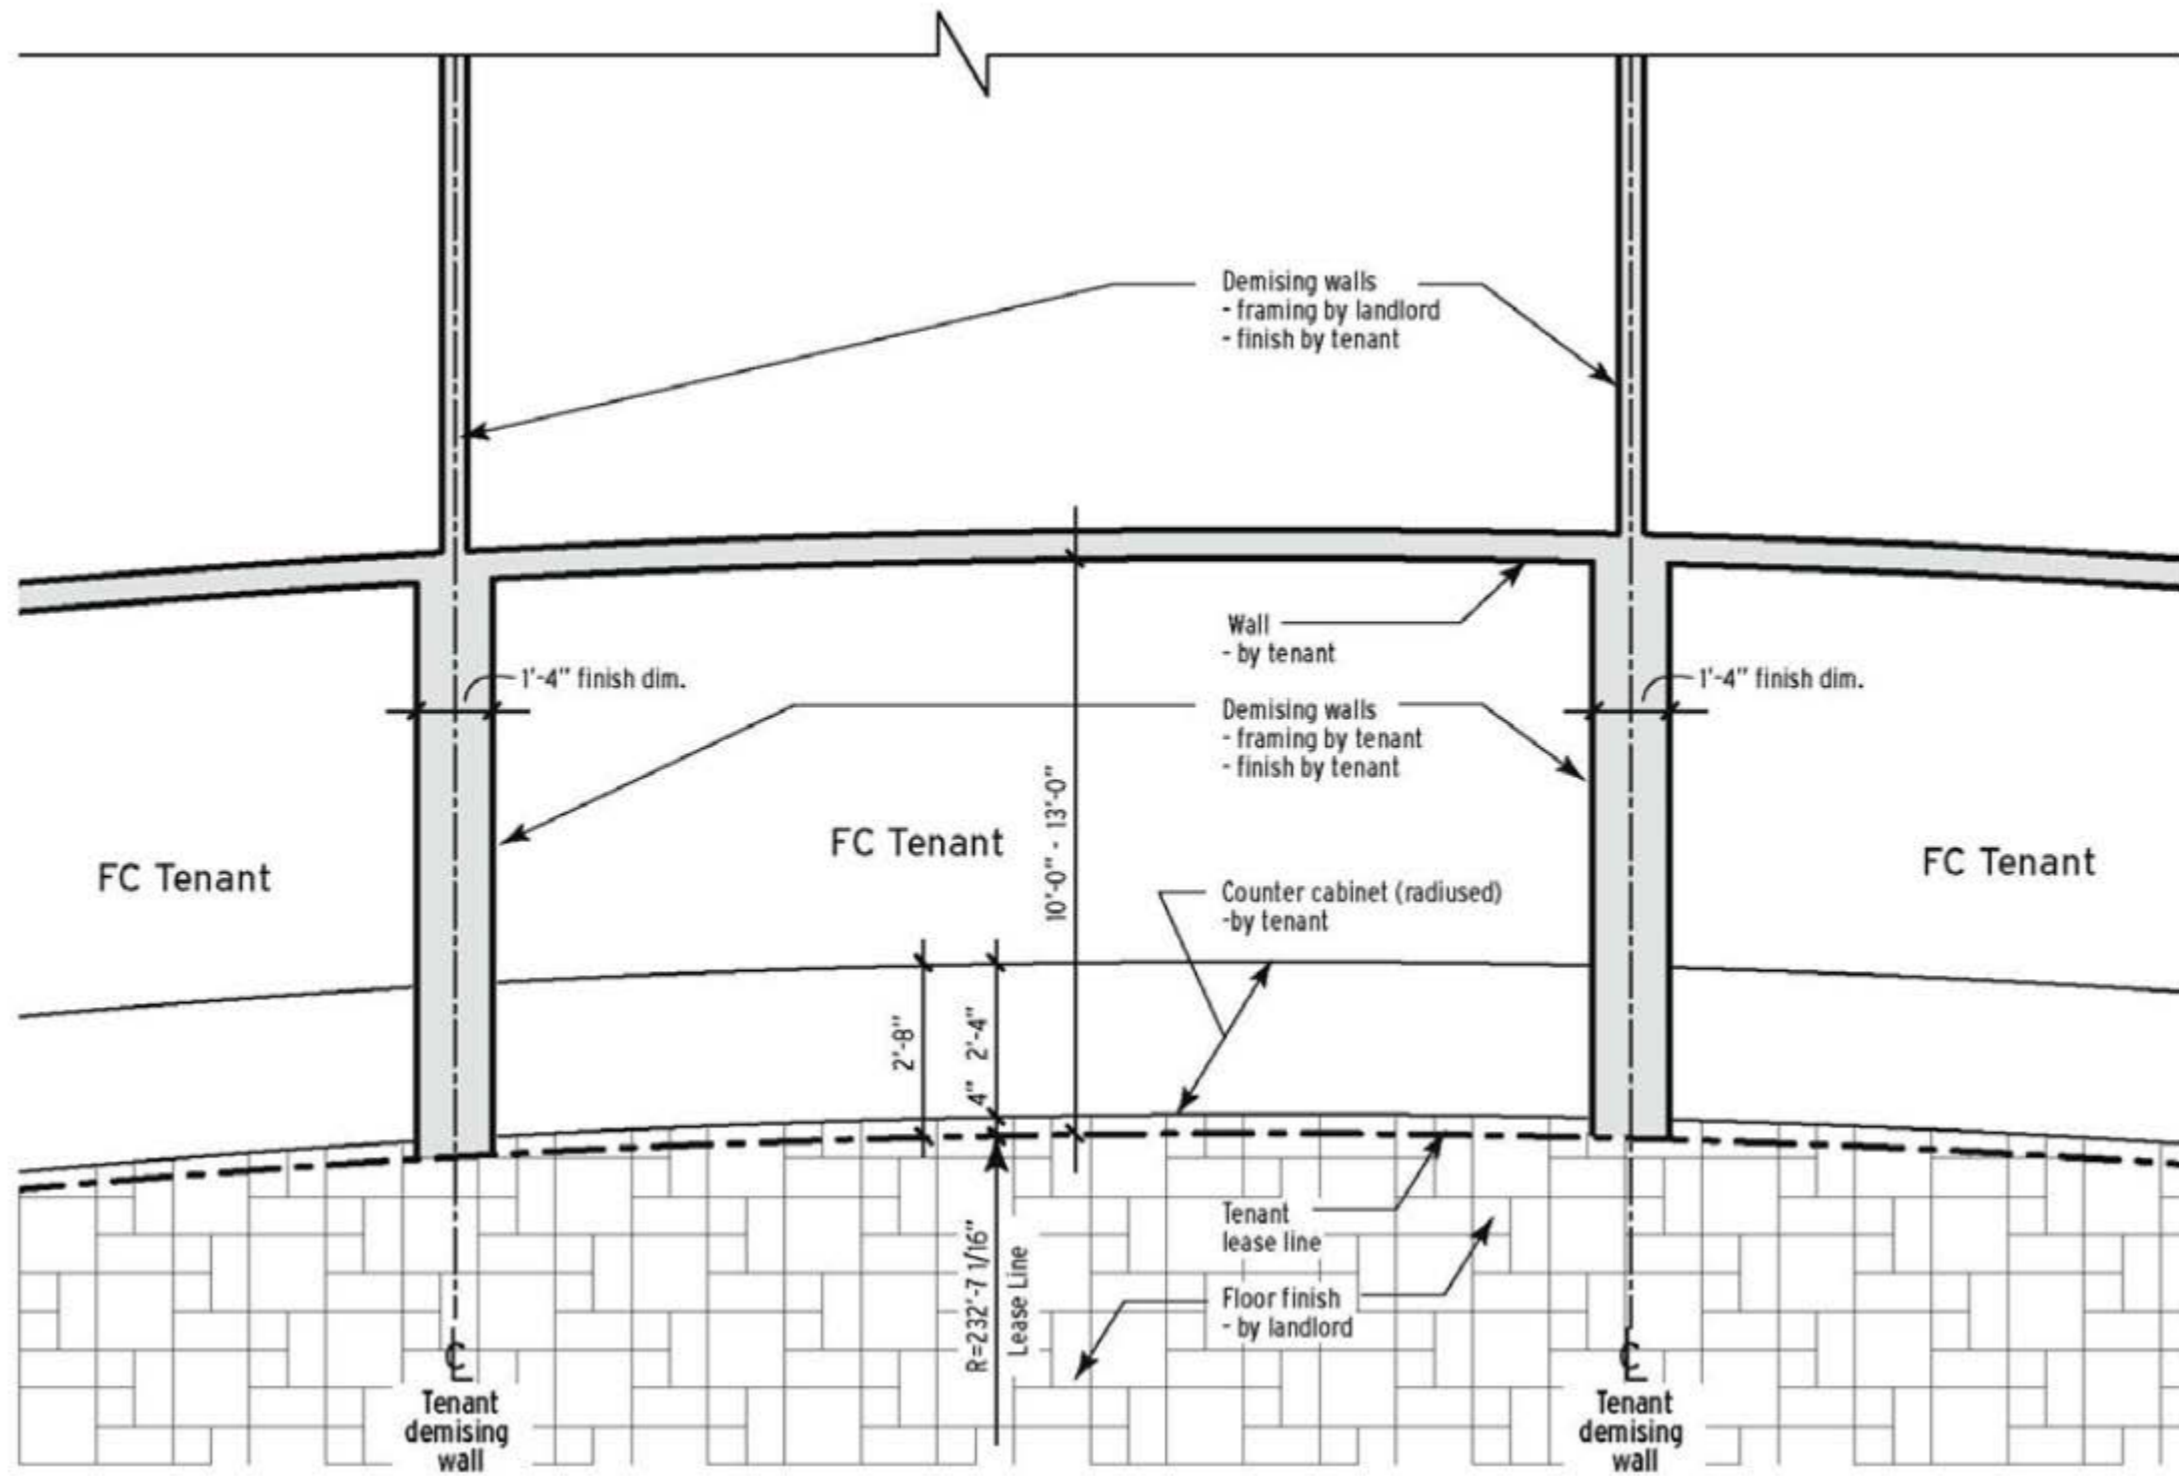 Demising walls
- framing by landlord
- finish by tenant
Wall
- by tenant
1'-4" finish dim.
1'-4" finish dim.
Demising walls
- framing by tenant
- finish by tenant
10'-0" - 13'-0"
FC Tenant
FC Tenant
FC Tenant
Counter cabinet (radiused)
-by tenant
2'-8"
2'-4"
4"
Tenant
lease line
R=232'-7 1/16"
Lease Line
Floor finish
- by landlord
CL
Tenant
demising
wall
CL
Tenant
demising
wall